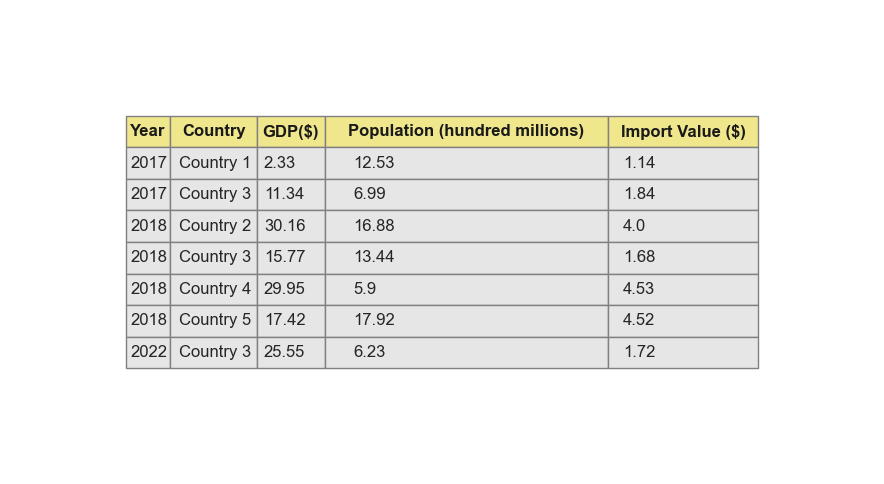 Year Country GDP($) Population (hundred millions) Import Value ($)
2017 Country 1 2.33 12.53 1.14
2017 Country 3 11.34 6.99 1.84
2018 Country 2 30.16 16.88 4.0
2018 Country 3 15.77 13.44 1.68
2018 Country 4 29.95 5.9 4.53
2018 Country 5 17.42 17.92 4.52
2022 Country 3 25.55 6.23 1.72